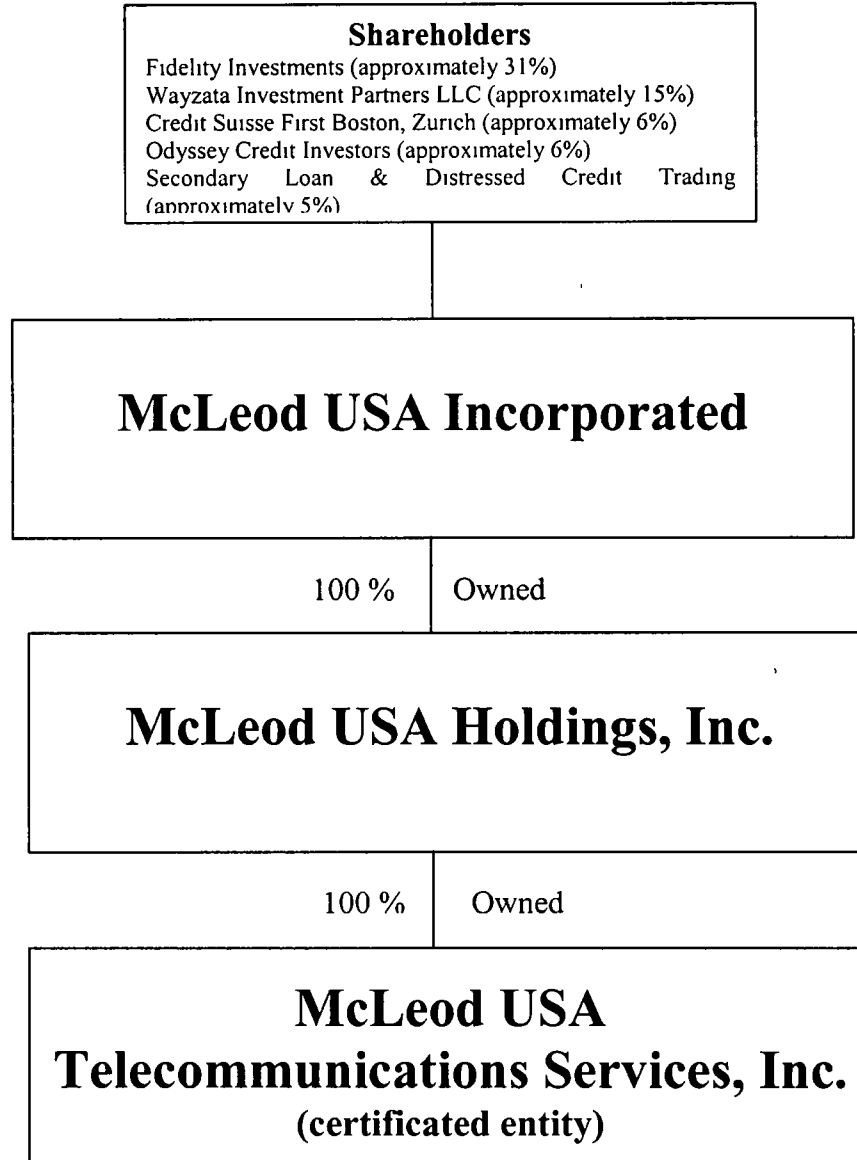 Shareholders
Fidelity Investments (approximately 31%)
Wayzata Investment Partners LLC (approximately 15%)
Credit Suisse First Boston, Zurich (approximately 6%)
Odyssey Credit Investors (approximately 6%)
Secondary Loan & Distressed Credit Trading
(approximately 5%)
McLeod USA Incorporated
100 % Owned
McLeod USA Holdings, Inc.
100 % Owned
McLeod USA
Telecommunications Services, Inc.
(certificated entity)